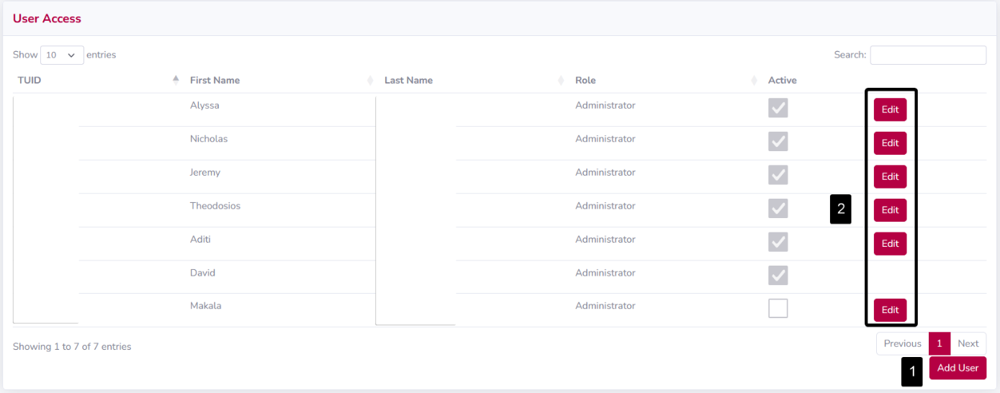 User Access
Show 10 entries Search:
TUID First Name Last Name Role Active
Alyssa Administrator Edit
Nicholas Administrator Edit
Jeremy Administrator Edit
Theodosios Administrator 2 Edit
Aditi Administrator Edit
David Administrator
Makala Administrator Edit
Showing 1 to 7 of 7 entries Previous 1 Next
1 Add User